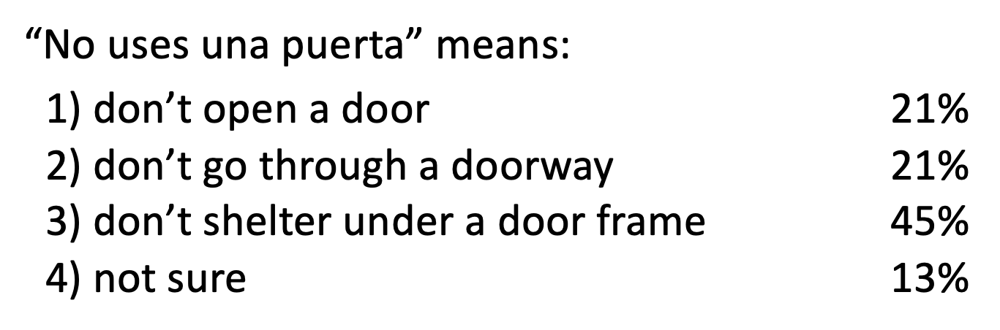 “No uses una puerta” means:
1) don’t open a door 21%
2) don’t go through a doorway 21%
3) don’t shelter under a door frame 45%
4) not sure 13%